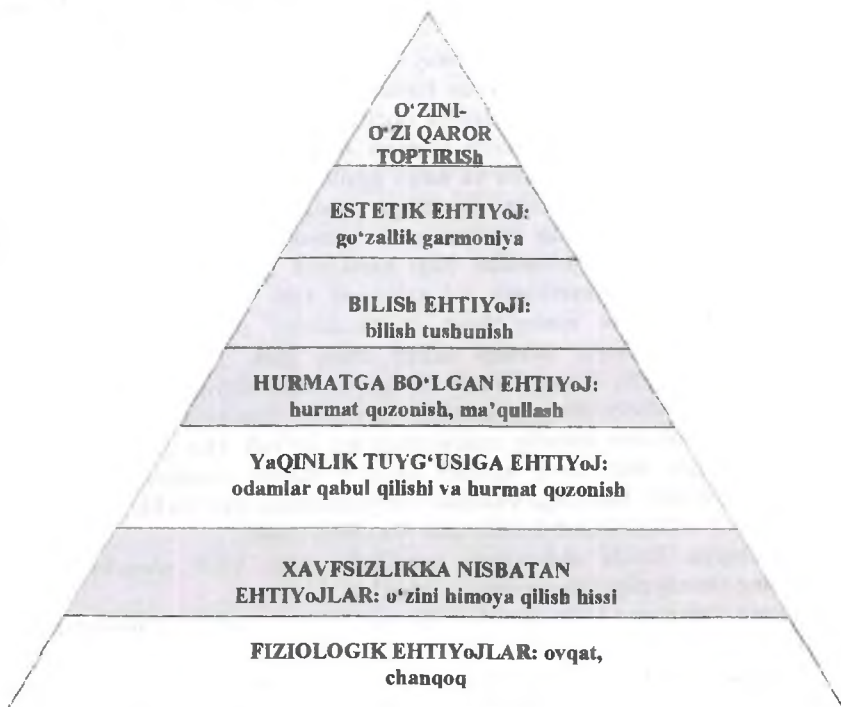 O‘ZINI-
O‘ZI QAROR
TOPTIRISh
ESTETIK EHTIYoJ:
go‘zallik garmoniya
BILISh EHTIYoJI:
bilish tushunish
HURMATGA BO‘LGAN EHTIYoJ:
hurmat qozonish, ma’qullash
YaQINLIK TUYG‘USIGA EHTIYoJ:
odamlar qabul qilishi va hurmat qozonish
XAVFSIZLIKKA NISBATAN
EHTIYoJLAR: o‘zini himoya qilish hissi
FIZIOLOGIK EHTIYoJLAR: ovqat,
chanqoq